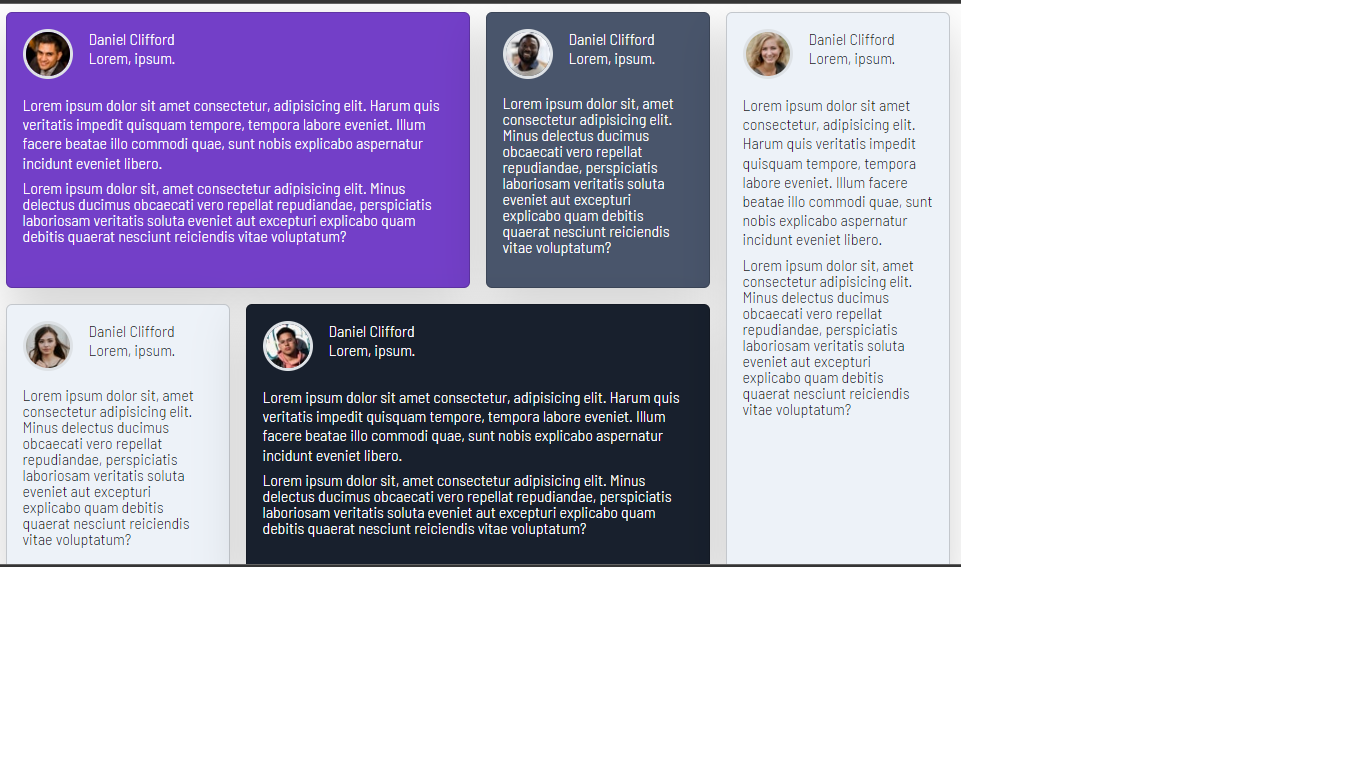 Daniel Clifford
Lorem, ipsum.
Lorem ipsum dolor sit amet consectetur, adipisicing elit. Harum quis
veritatis impedit quisquam tempore, tempora labore eveniet. Illum
facere beatae illo commodi quae, sunt nobis explicabo aspernatur
incidunt eveniet libero.
Lorem ipsum dolor sit, amet consectetur adipisicing elit. Minus
delectus ducimus obcaecati vero repellat repudiandae, perspiciatis
laboriosam veritatis soluta eveniet aut excepturi explicabo quam
debitis quaerat nesciunt reiciendis vitae voluptatum?
Daniel Clifford
Lorem, ipsum.
Lorem ipsum dolor sit, amet
consectetur adipisicing elit.
Minus delectus ducimus
obcaecati vero repellat
repudiandae, perspiciatis
laboriosam veritatis soluta
eveniet aut excepturi
explicabo quam debitis
quaerat nesciunt reiciendis
vitae voluptatum?
Daniel Clifford
Lorem, ipsum.
Lorem ipsum dolor sit amet
consectetur, adipisicing elit.
Harum quis veritatis impedit
quisquam tempore, tempora
labore eveniet. Illum facere
beatae illo commodi quae, sunt
nobis explicabo aspernatur
incidunt eveniet libero.
Lorem ipsum dolor sit, amet
consectetur adipisicing elit.
Minus delectus ducimus
obcaecati vero repellat
repudiandae, perspiciatis
laboriosam veritatis soluta
eveniet aut excepturi
explicabo quam debitis
quaerat nesciunt reiciendis
vitae voluptatum?
Daniel Clifford
Lorem, ipsum.
Lorem ipsum dolor sit, amet
consectetur adipisicing elit.
Minus delectus ducimus
obcaecati vero repellat
repudiandae, perspiciatis
laboriosam veritatis soluta
eveniet aut excepturi
explicabo quam debitis
quaerat nesciunt reiciendis
vitae voluptatum?
Daniel Clifford
Lorem, ipsum.
Lorem ipsum dolor sit amet consectetur, adipisicing elit. Harum quis
veritatis impedit quisquam tempore, tempora labore eveniet. Illum
facere beatae illo commodi quae, sunt nobis explicabo aspernatur
incidunt eveniet libero.
Lorem ipsum dolor sit, amet consectetur adipisicing elit. Minus
delectus ducimus obcaecati vero repellat repudiandae, perspiciatis
laboriosam veritatis soluta eveniet aut excepturi explicabo quam
debitis quaerat nesciunt reiciendis vitae voluptatum?